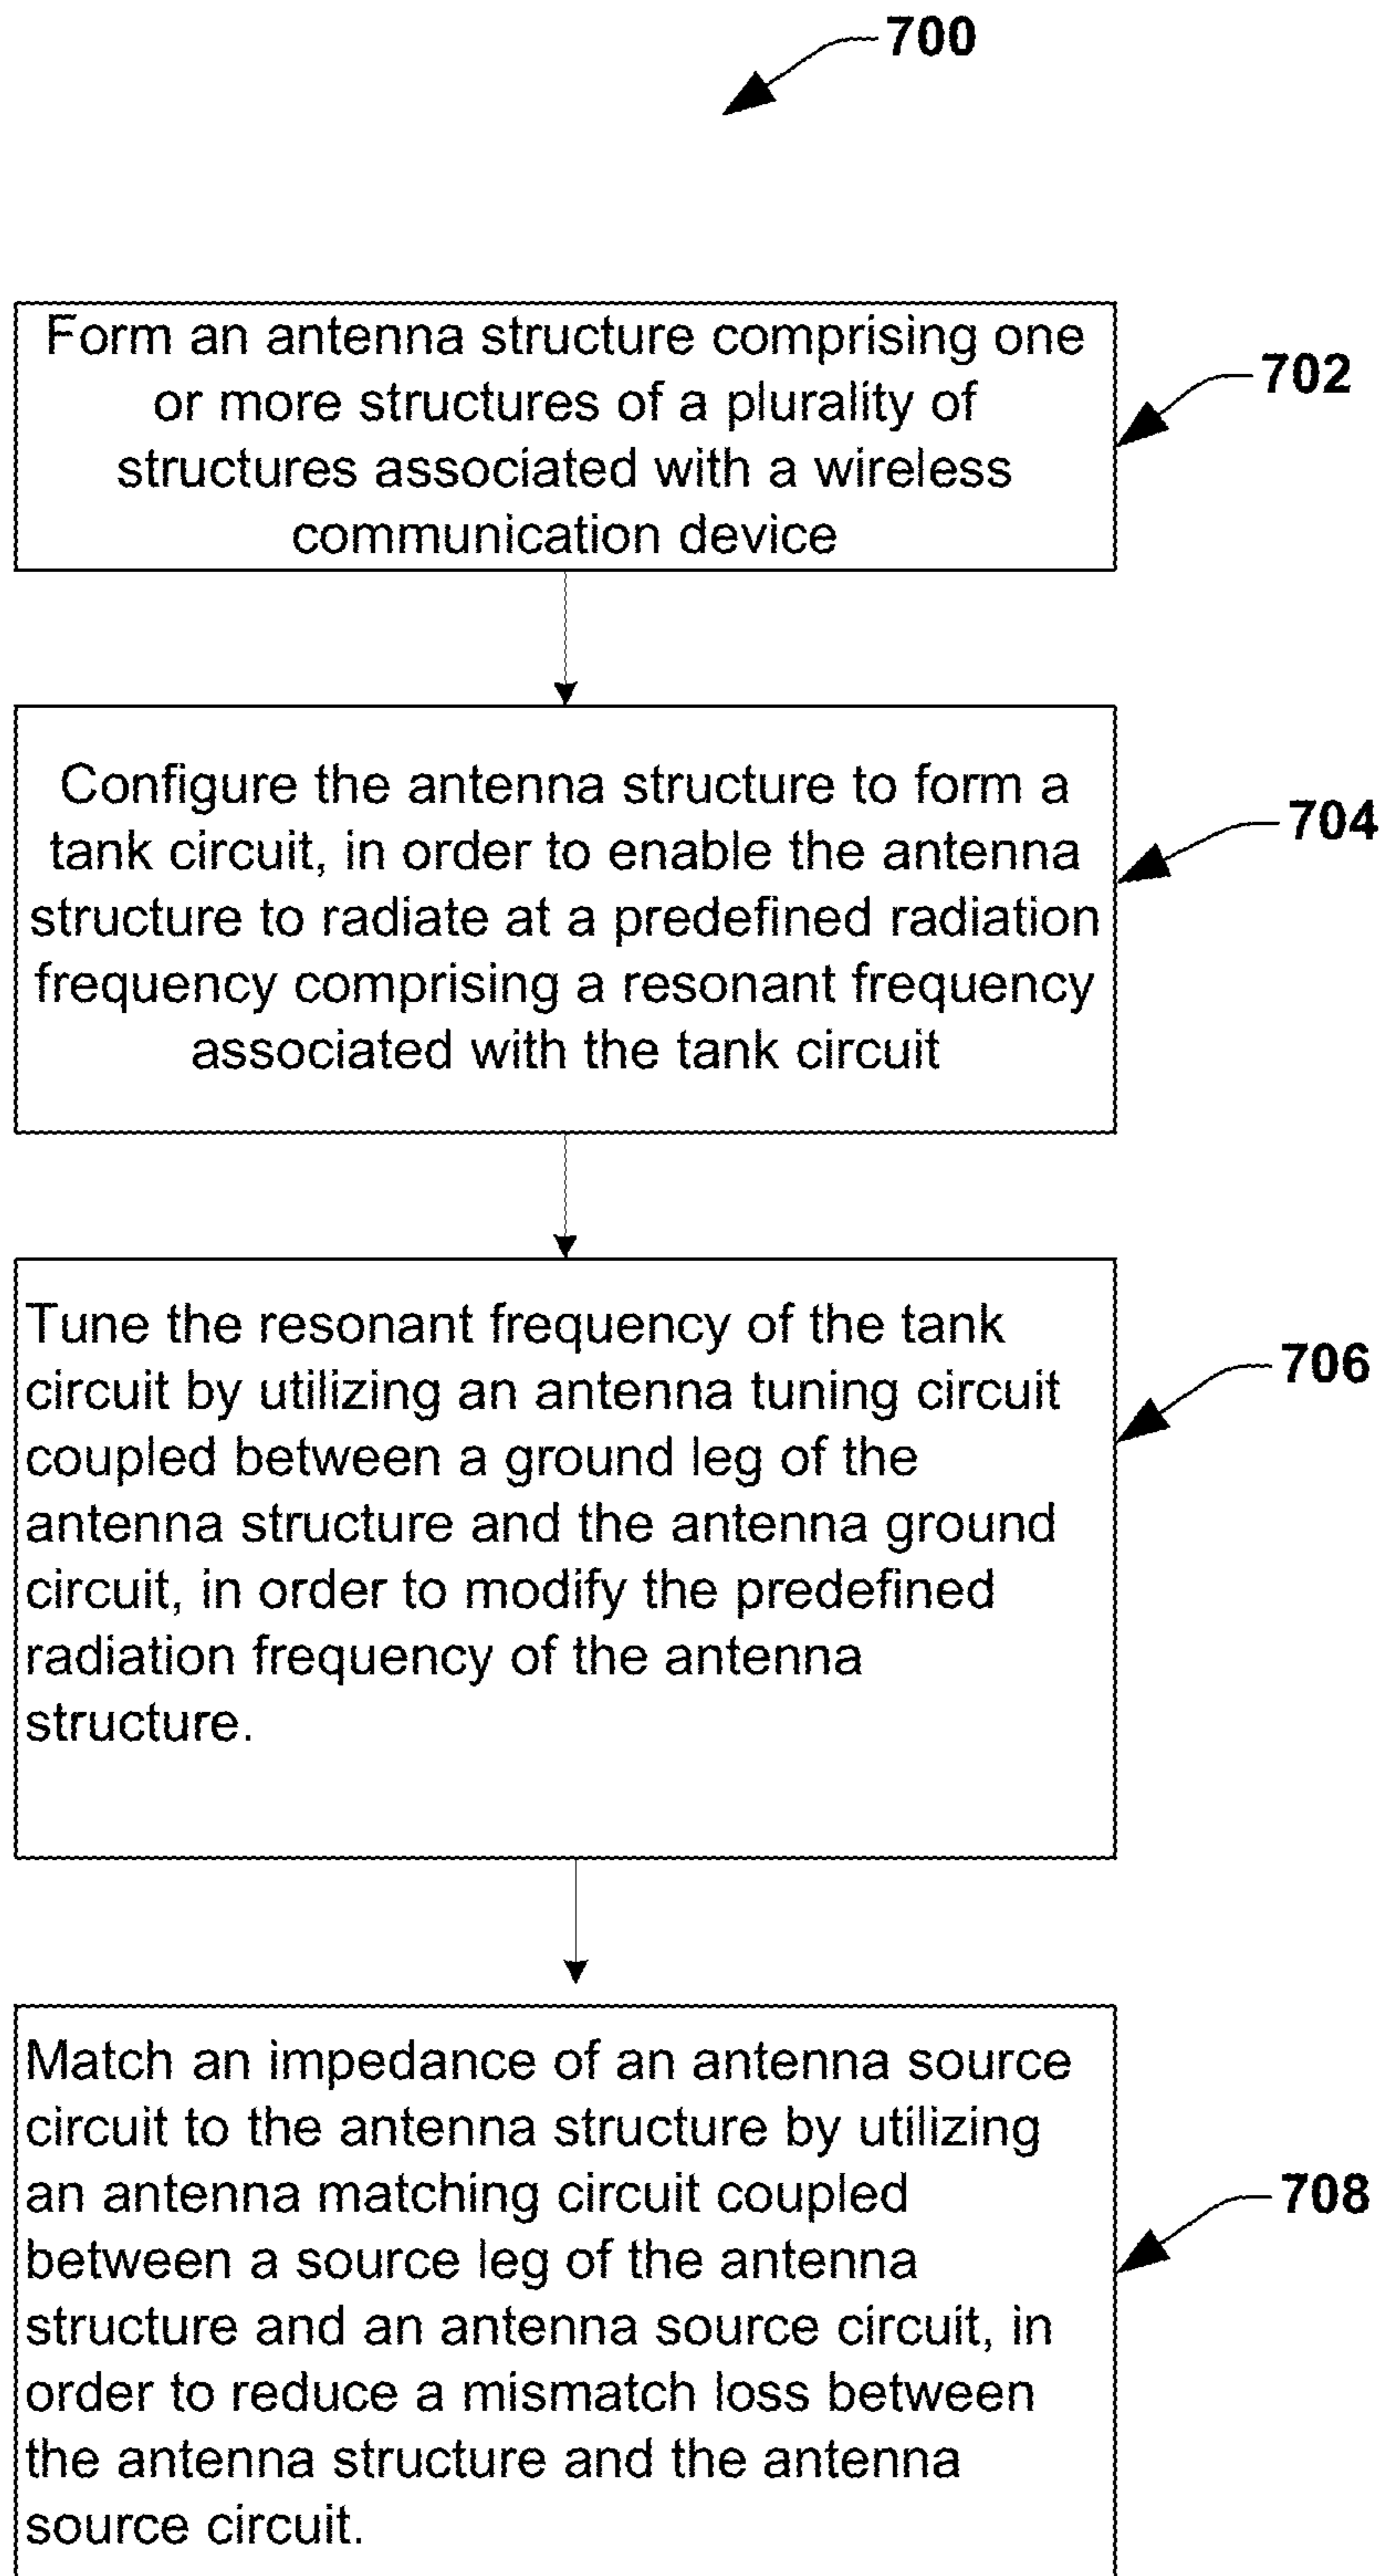 700
Form an antenna structure comprising one
or more structures of a plurality of
structures associated with a wireless
communication device
702
Configure the antenna structure to form a
tank circuit, in order to enable the antenna
structure to radiate at a predefined radiation
frequency comprising a resonant frequency
associated with the tank circuit
704
Tune the resonant frequency of the tank
circuit by utilizing an antenna tuning circuit
coupled between a ground leg of the
antenna structure and the antenna ground
circuit, in order to modify the predefined
radiation frequency of the antenna
structure.
706
Match an impedance of an antenna source
circuit to the antenna structure by utilizing
an antenna matching circuit coupled
between a source leg of the antenna
structure and an antenna source circuit, in
order to reduce a mismatch loss between
the antenna structure and the antenna
source circuit.
708